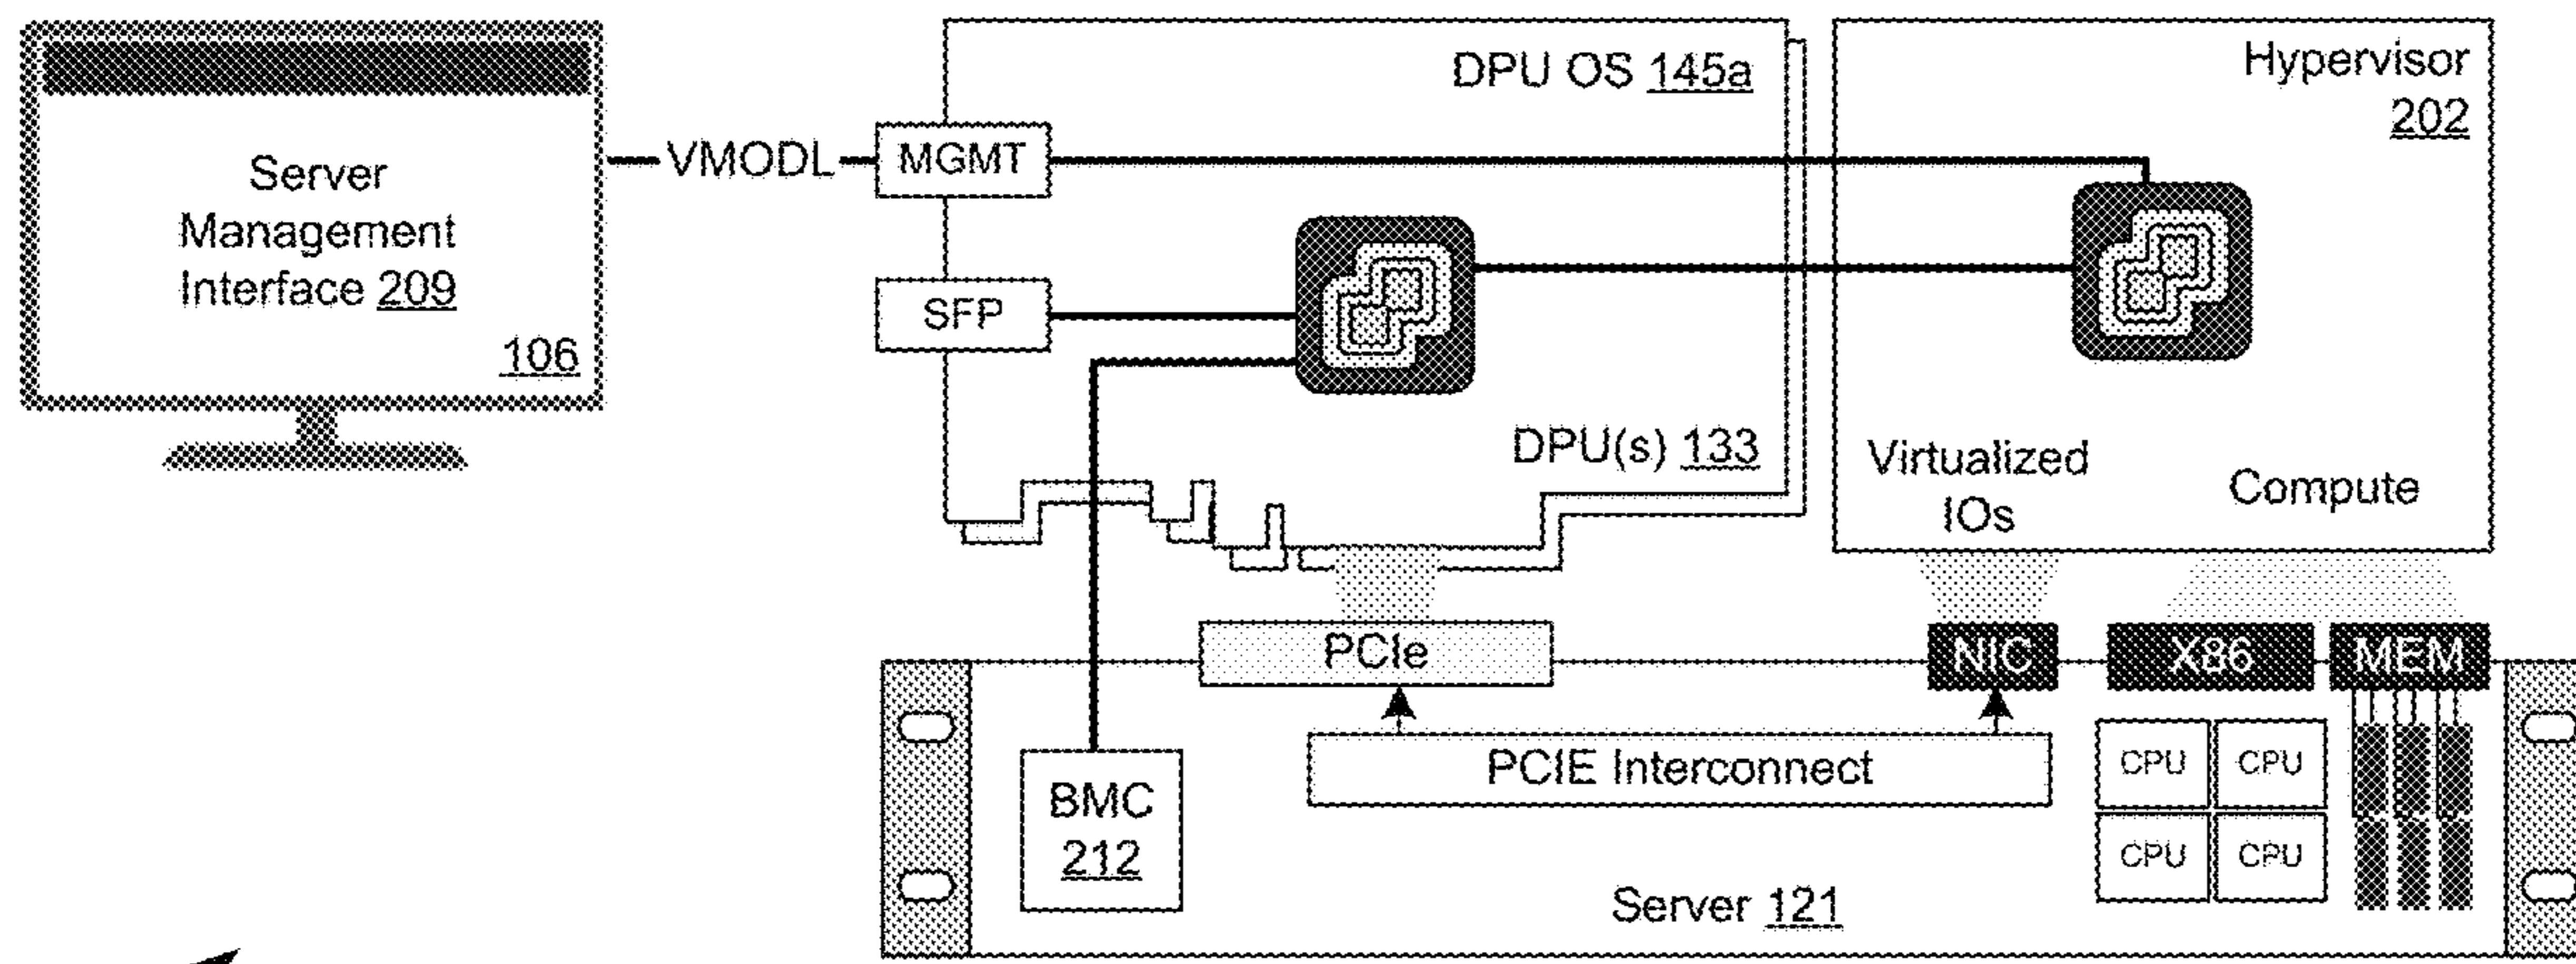 Server
Management
Interface 209
106
VMODL
MGMT
SFP
DPU OS 145a
DPU(s) 133
Hypervisor
202
Virtualized
IOs
Compute
PCIe
NIC
X86
MEM
BMC
212
PCIE Interconnect
CPU CPU
CPU CPU
Server 121